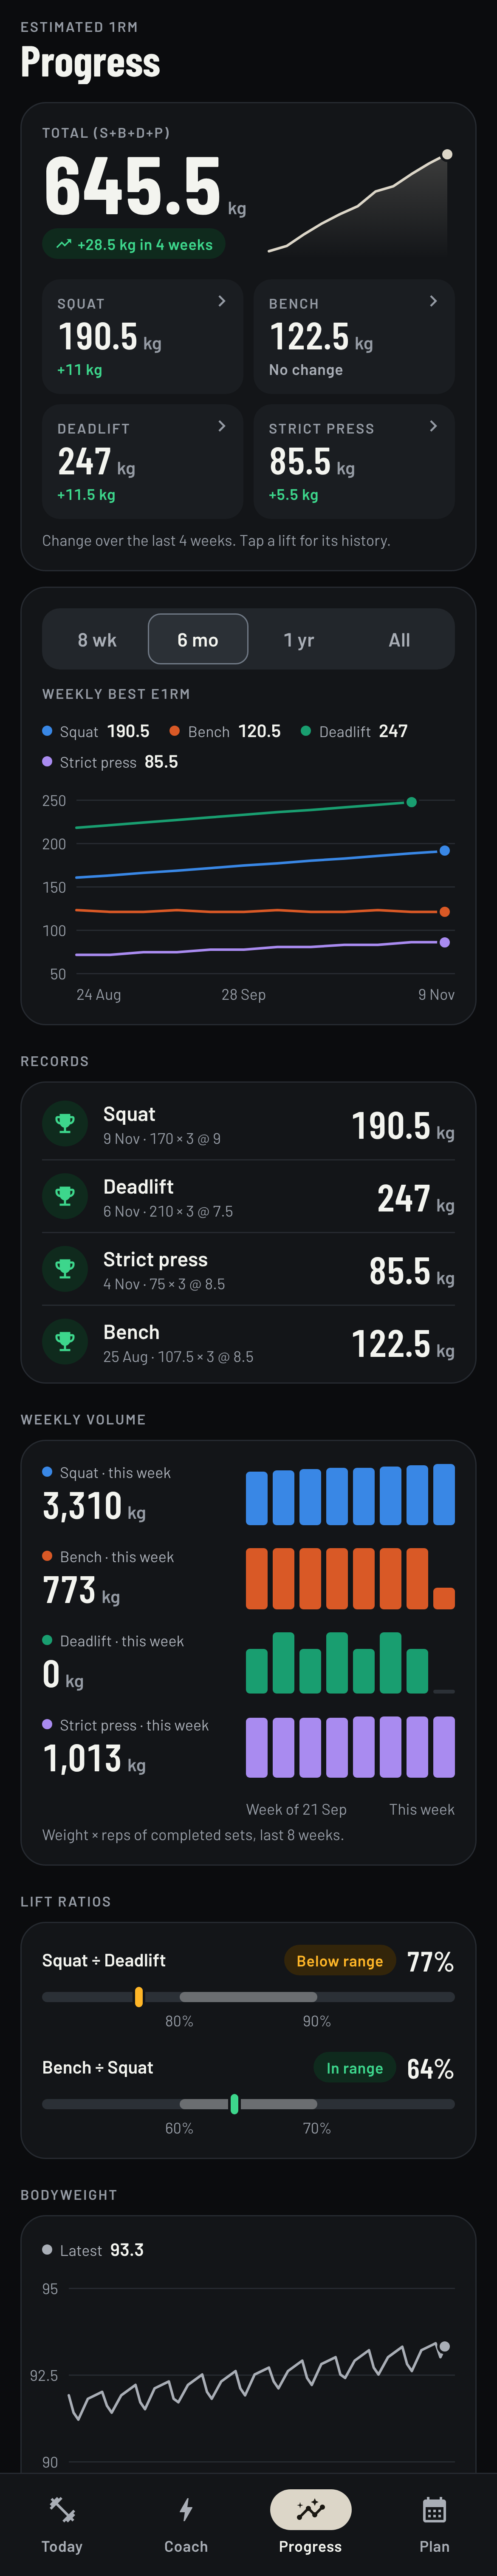 ESTIMATED 1RM
Progress
TOTAL (S+B+D+P)
645.5 kg
+28.5 kg in 4 weeks
SQUAT
190.5 kg
+11 kg
BENCH
122.5 kg
No change
DEADLIFT
247 kg
+11.5 kg
STRICT PRESS
85.5 kg
+5.5 kg
Change over the last 4 weeks. Tap a lift for its history.
8 wk 6 mo 1 yr All
WEEKLY BEST E1RM
Squat 190.5 Bench 120.5 Deadlift 247
Strict press 85.5
250
200
150
100
50
24 Aug 28 Sep 9 Nov
RECORDS
Squat
9 Nov · 170 × 3 @ 9
190.5 kg
Deadlift
6 Nov · 210 × 3 @ 7.5
247 kg
Strict press
4 Nov · 75 × 3 @ 8.5
85.5 kg
Bench
25 Aug · 107.5 × 3 @ 8.5
122.5 kg
WEEKLY VOLUME
Squat · this week
3,310 kg
Bench · this week
773 kg
Deadlift · this week
0 kg
Strict press · this week
1,013 kg
Week of 21 Sep This week
Weight × reps of completed sets, last 8 weeks.
LIFT RATIOS
Squat ÷ Deadlift Below range 77%
80% 90%
Bench ÷ Squat In range 64%
60% 70%
BODYWEIGHT
Latest 93.3
95
92.5
90
Today Coach Progress Plan